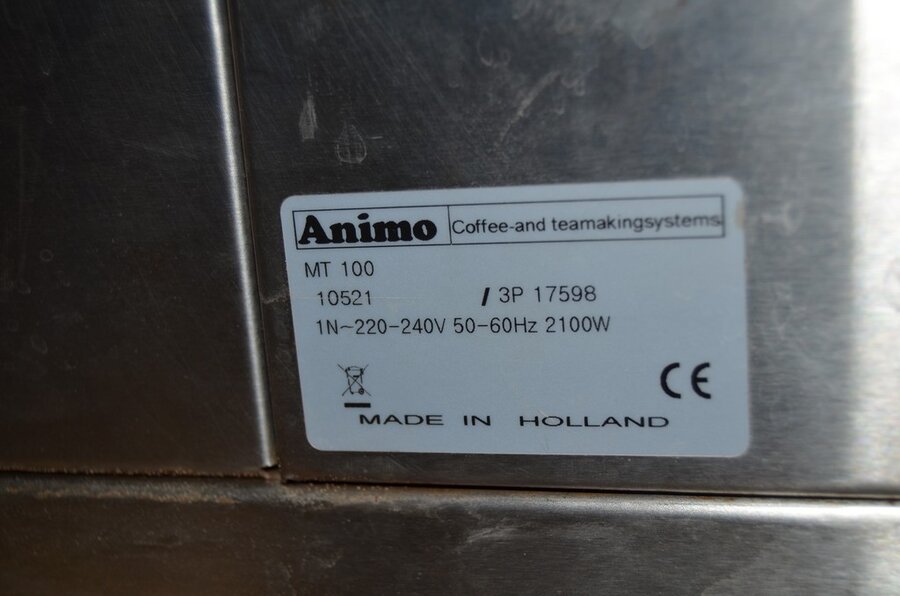 Animo Coffee-and teamakingsystems
MT 100
10521 / 3P 17598
1N~220-240V 50-60Hz 2100W
CE
MADE IN HOLLAND